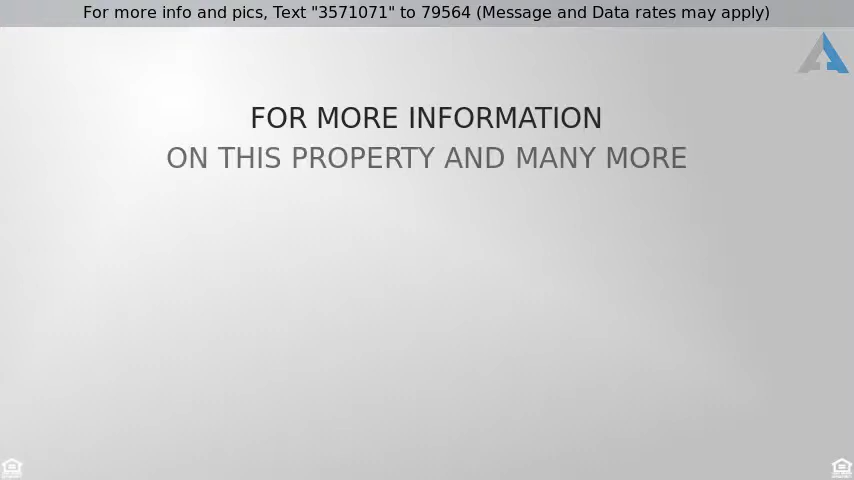 For more info and pics, Text "3571071" to 79564 (Message and Data rates may apply)
FOR MORE INFORMATION
ON THIS PROPERTY AND MANY MORE